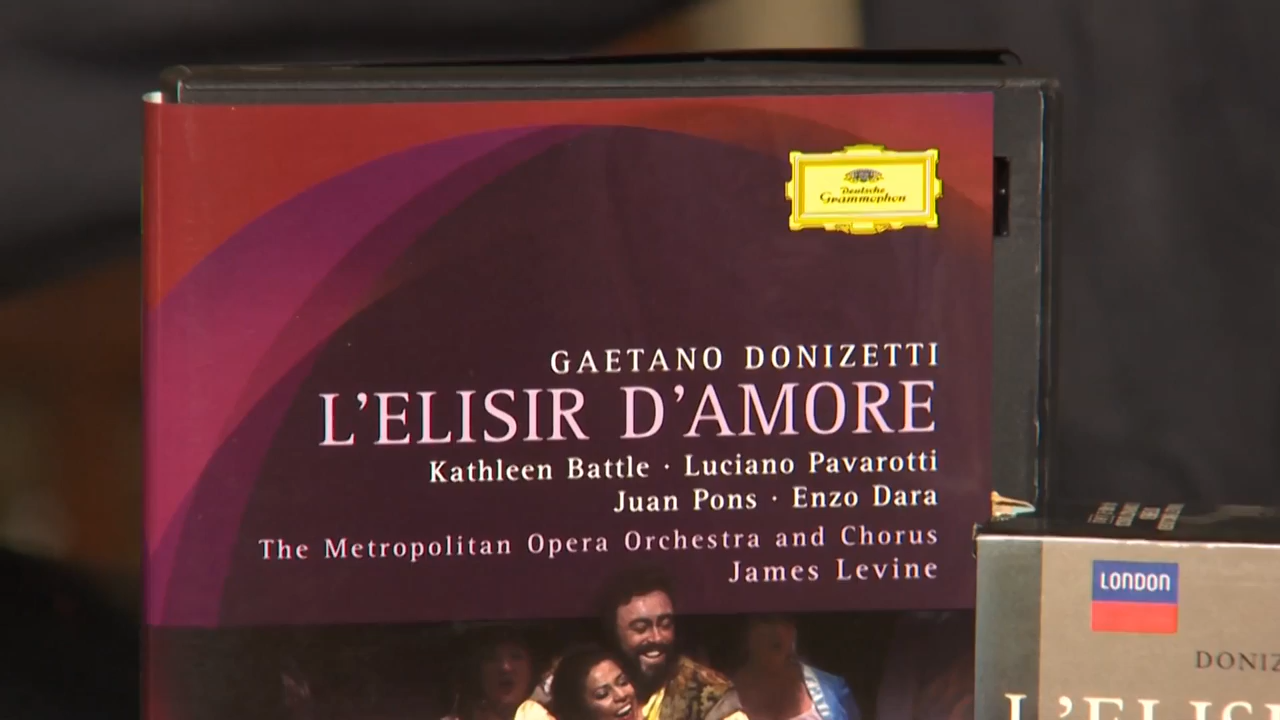 Deutsche
Grammophon
GAETANO DONIZETTI
L'ELISIR D'AMORE
Kathleen Battle · Luciano Pavarotti
Juan Pons · Enzo Dara
The Metropolitan Opera Orchestra and Chorus
James Levine
LONDON
DONIZ
L'ELIS